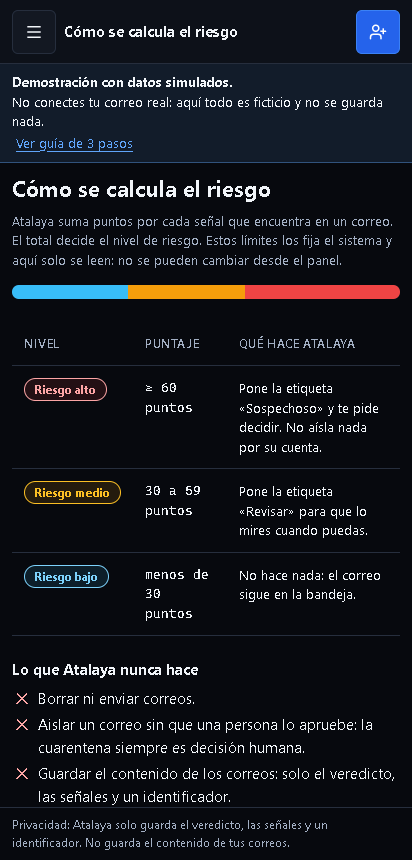 Cómo se calcula el riesgo
Demostración con datos simulados.
No conectes tu correo real: aquí todo es ficticio y no se guarda
nada.
Ver guía de 3 pasos
Cómo se calcula el riesgo
Atalaya suma puntos por cada señal que encuentra en un correo.
El total decide el nivel de riesgo. Estos límites los fija el sistema y
aquí solo se leen: no se pueden cambiar desde el panel.
NIVEL PUNTAJE QUÉ HACE ATALAYA
Riesgo alto
≥ 60
puntos
Pone la etiqueta
«Sospechoso» y te pide
decidir. No aísla nada
por su cuenta.
Riesgo medio
30 a 59
puntos
Pone la etiqueta
«Revisar» para que lo
mires cuando puedas.
Riesgo bajo
menos de
30
puntos
No hace nada: el correo
sigue en la bandeja.
Lo que Atalaya nunca hace
Borrar ni enviar correos.
Aislar un correo sin que una persona lo apruebe: la
cuarentena siempre es decisión humana.
Guardar el contenido de los correos: solo el veredicto,
las señales y un identificador.
Privacidad: Atalaya solo guarda el veredicto, las señales y un
identificador. No guarda el contenido de tus correos.